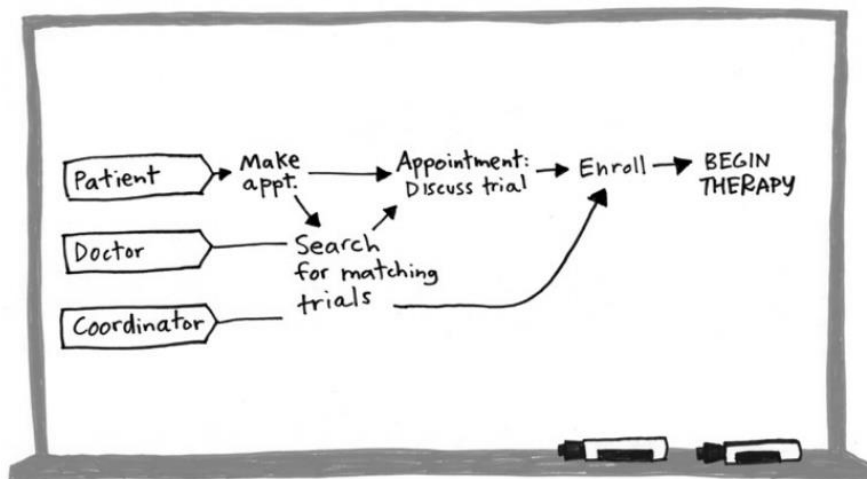 Patient
Make
appt.
Appointment:
Discuss trial
Enroll
BEGIN
THERAPY
Doctor
Search
for matching
trials
Coordinator